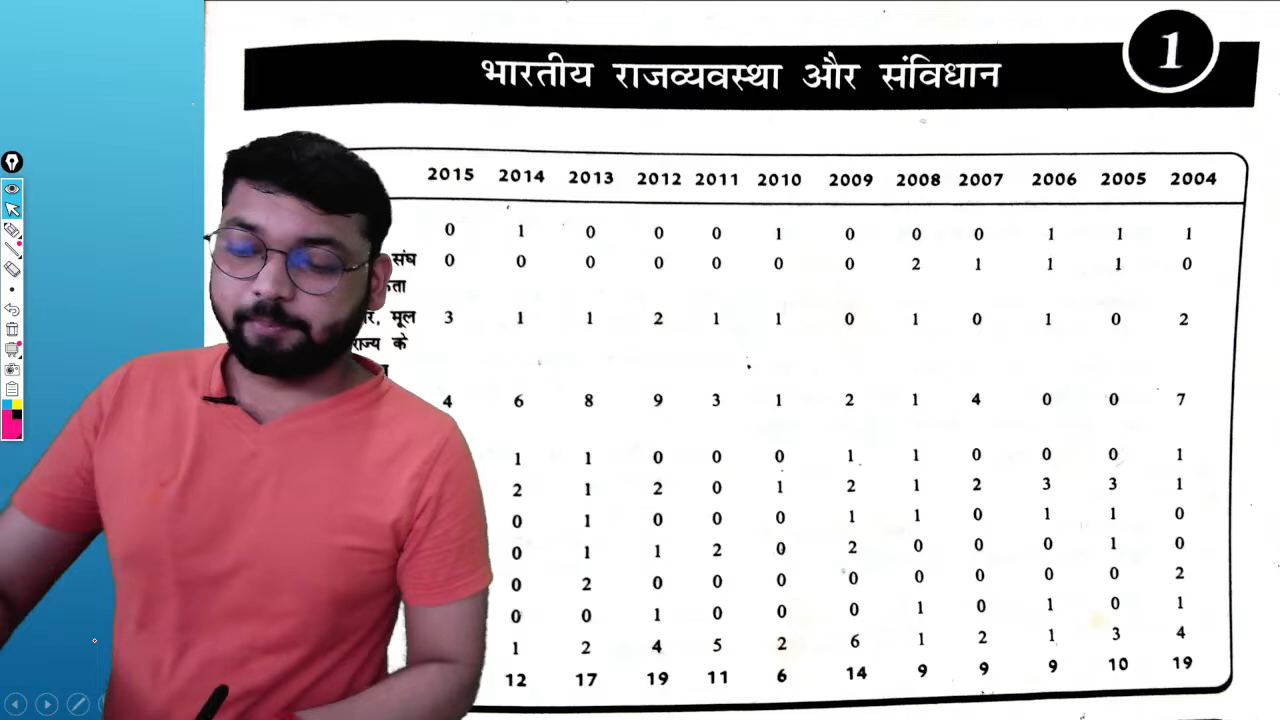 1
भारतीय राजव्यवस्था और संविधान
2015 2014 2013 2012 2011 2010 2009 2008 2007 2006 2005 2004
0 1 0 0 0 1 0 0 0 1 1 1
संघ 0 0 0 0 0 0 0 2 1 1 1 0
मूल 3 1 1 2 1 1 0 1 0 1 0 2
राज्य के
4 6 8 9 3 1 2 1 4 0 0 7
1 1 0 0 0 1 1 0 0 0 1
2 1 2 0 1 2 1 2 3 3 1
0 1 0 0 0 1 1 0 1 1 0
0 1 1 2 0 2 0 0 0 1 0
0 2 0 0 0 0 0 0 0 0 2
0 0 1 0 0 0 1 0 1 0 1
1 2 4 5 2 6 1 2 1 3 4
12 17 19 11 6 14 9 9 9 10 19